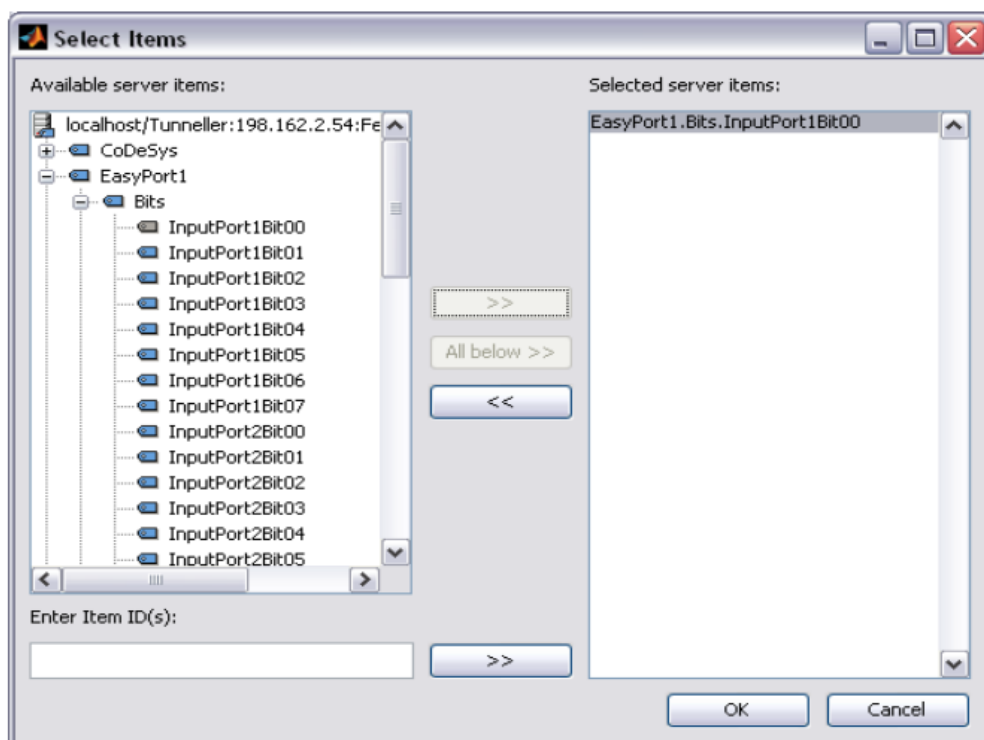 Select Items
Available server items:
localhost/Tunneller:198.162.2.54:Fe
CoDeSys
EasyPort1
Bits
InputPort1Bit00
InputPort1Bit01
InputPort1Bit02
InputPort1Bit03
InputPort1Bit04
InputPort1Bit05
InputPort1Bit06
InputPort1Bit07
InputPort2Bit00
InputPort2Bit01
InputPort2Bit02
InputPort2Bit03
InputPort2Bit04
InputPort2Bit05
Enter Item ID(s):
>>
All below >>
<<
>>
Selected server items:
EasyPort1.Bits.InputPort1Bit00
OK
Cancel